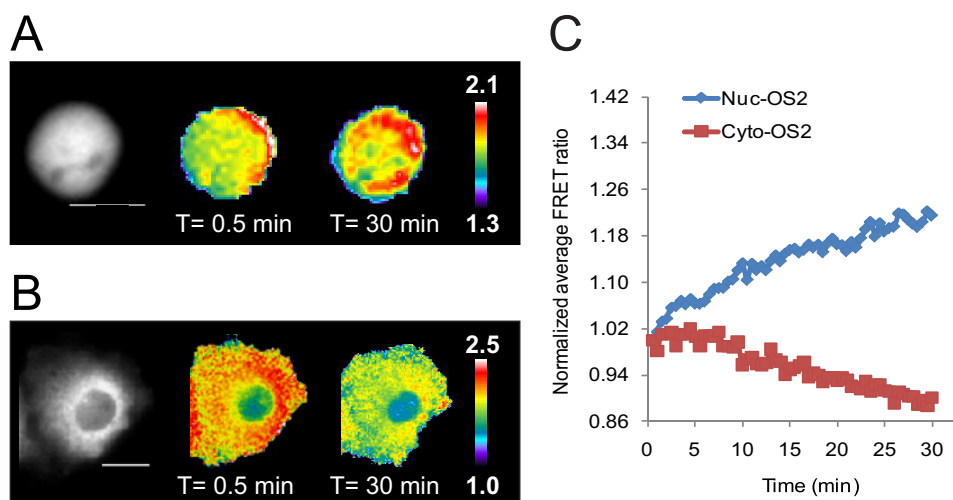 A
2.1
T= 0.5 min
T= 30 min
1.3
B
2.5
T= 0.5 min
T= 30 min
1.0
C
Nuc-OS2
Cyto-OS2
Normalized average FRET ratio
1.42
1.34
1.26
1.18
1.10
1.02
0.94
0.86
0 5 10 15 20 25 30
Time (min)